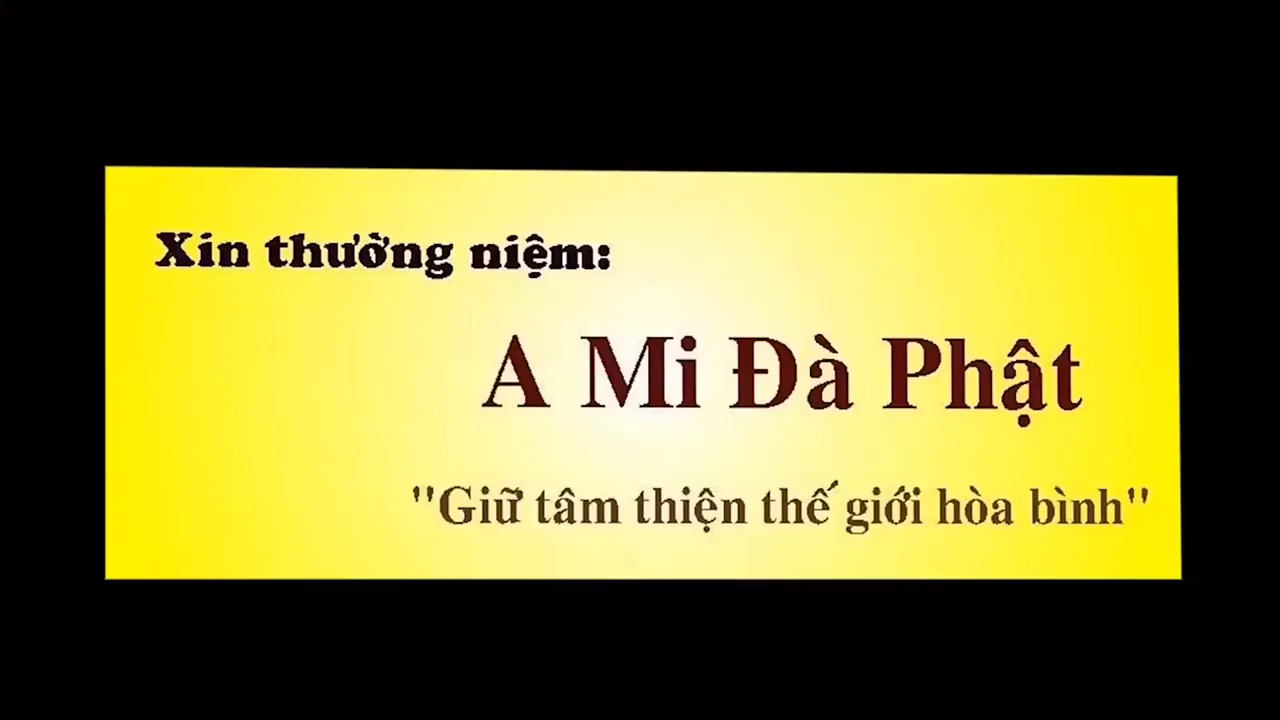 Xin thường niệm:
A Mi Đà Phật
"Giữ tâm thiện thế giới hòa bình"